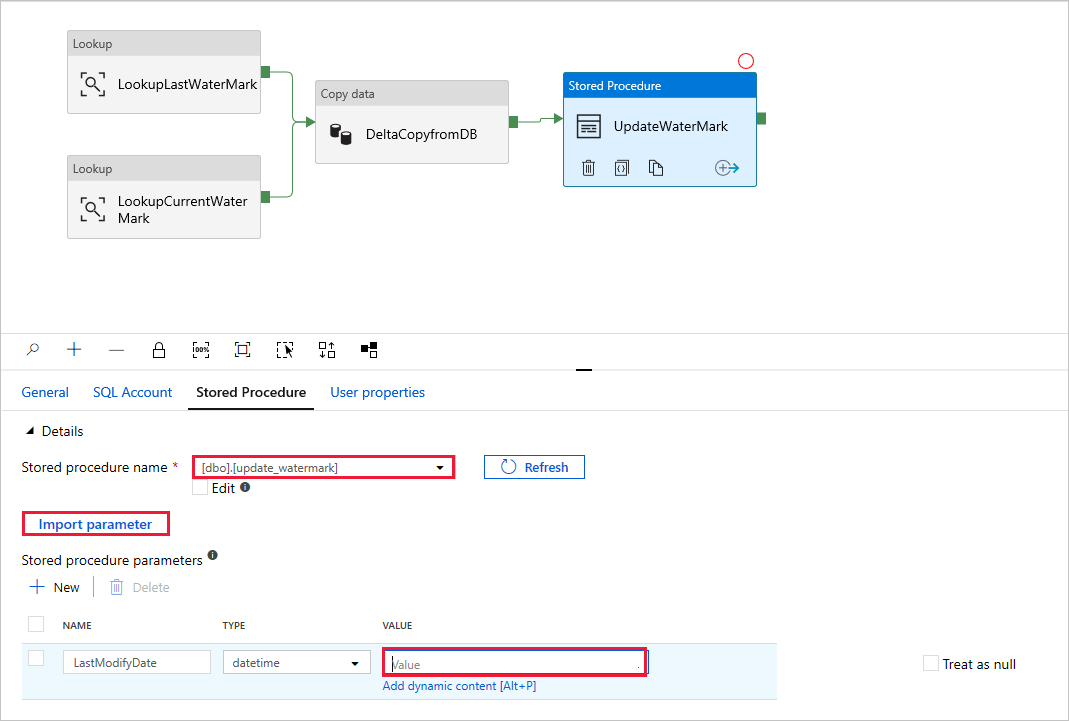 Lookup
LookupLastWaterMark
Copy data
DeltaCopyfromDB
Stored Procedure
UpdateWaterMark
Lookup
LookupCurrentWater
Mark
100%
General SQL Account Stored Procedure User properties
Details
Stored procedure name * [dbo].[update_watermark] Refresh
Edit
Import parameter
Stored procedure parameters
New Delete
NAME TYPE VALUE
LastModifyDate datetime Value Treat as null
Add dynamic content [Alt+P]